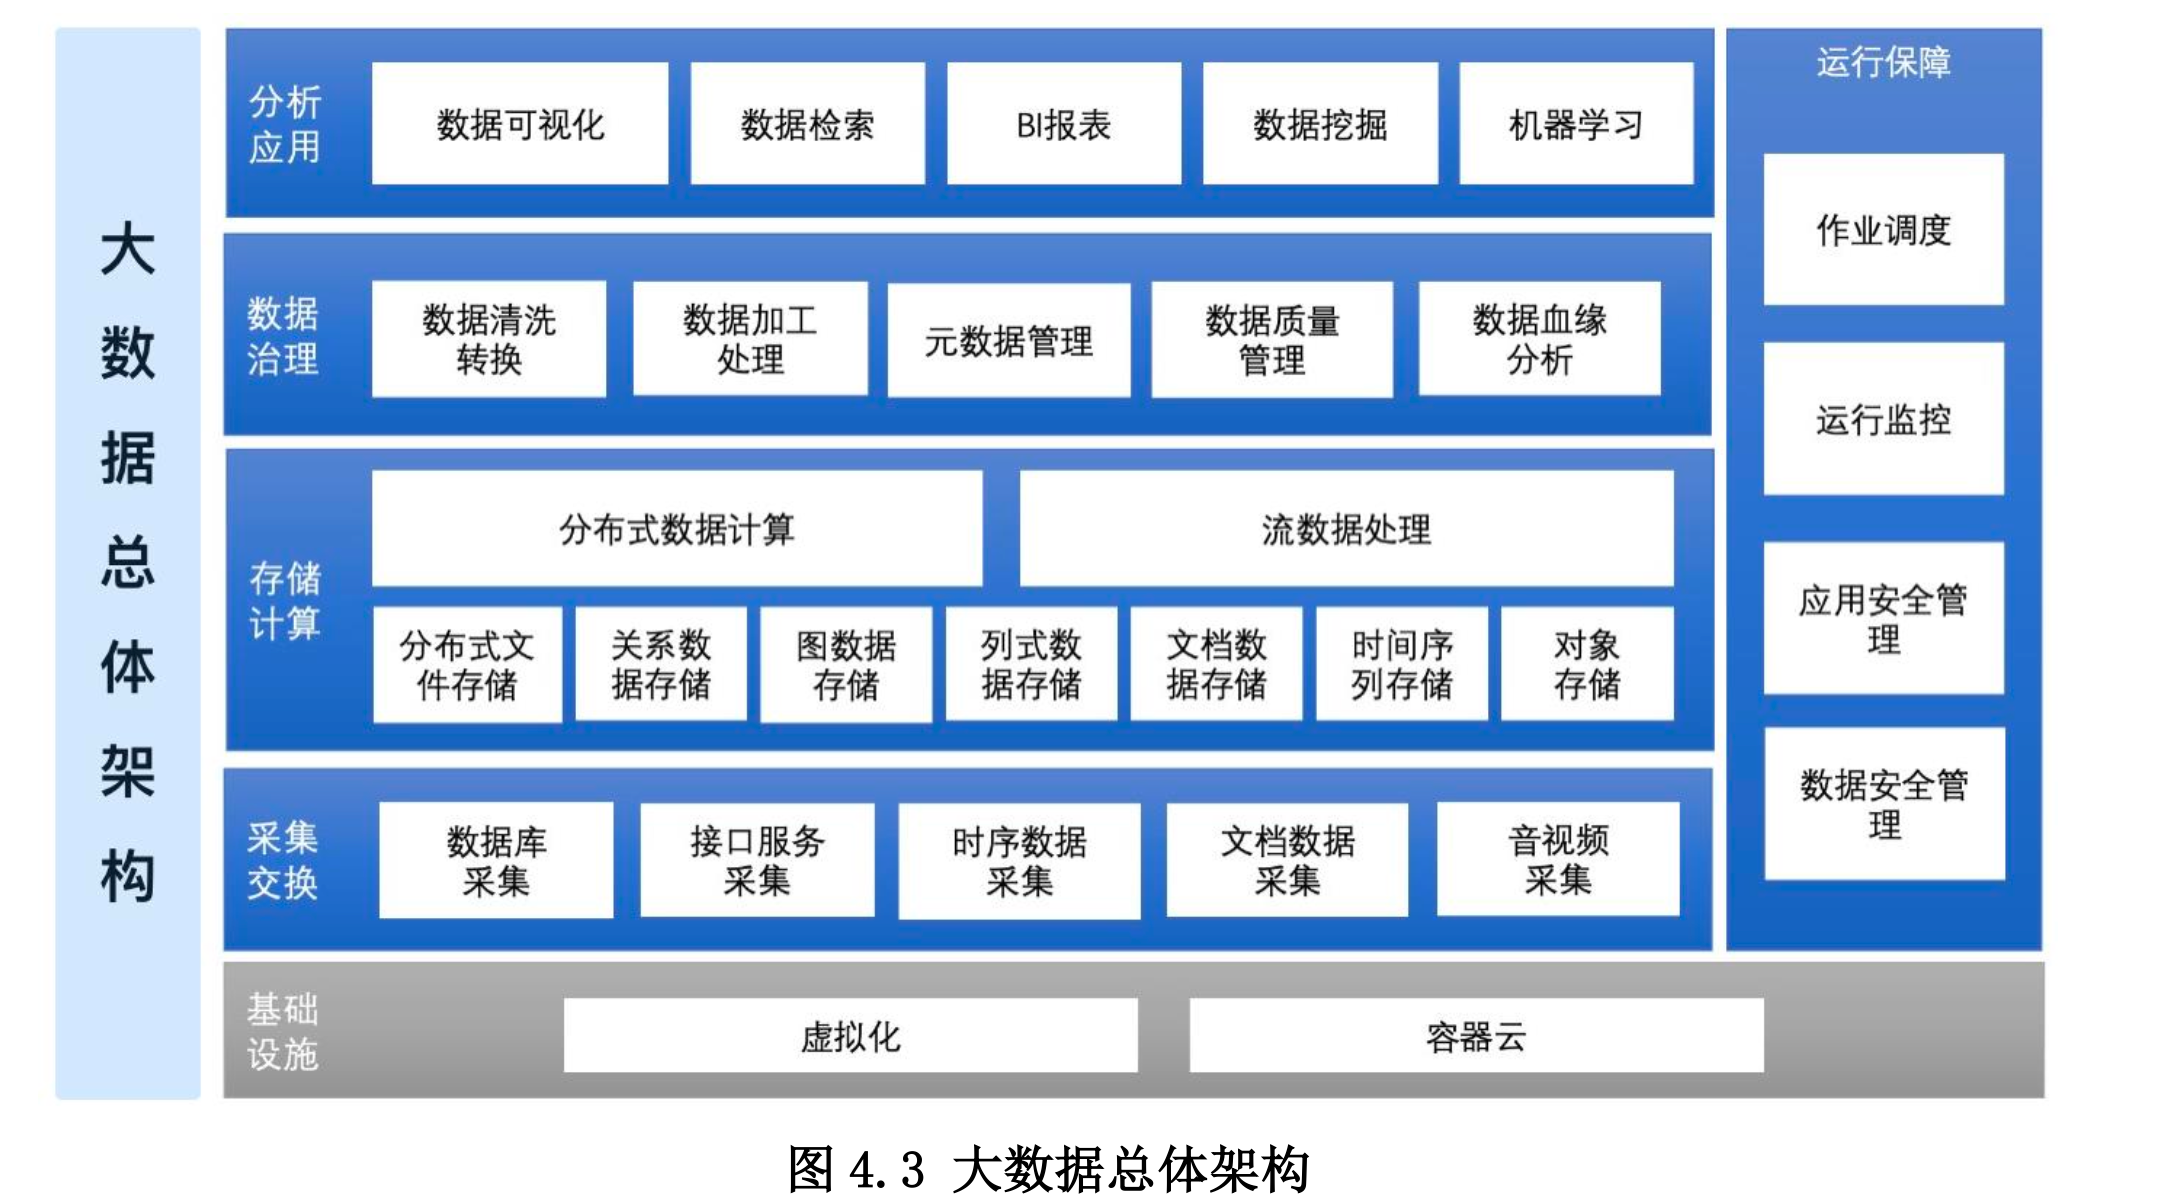 大
数
据
总
体
架
构
分析
应用
数据可视化
数据检索
BI报表
数据挖掘
机器学习
数据
治理
数据清洗
转换
数据加工
处理
元数据管理
数据质量
管理
数据血缘
分析
存储
计算
分布式数据计算
流数据处理
分布式文
件存储
关系数
据存储
图数据
存储
列式数
据存储
文档数
据存储
时间序
列存储
对象
存储
采集
交换
数据库
采集
接口服务
采集
时序数据
采集
文档数据
采集
音视频
采集
运行保障
作业调度
运行监控
应用安全管
理
数据安全管
理
基础
设施
虚拟化
容器云
图 4.3 大数据总体架构